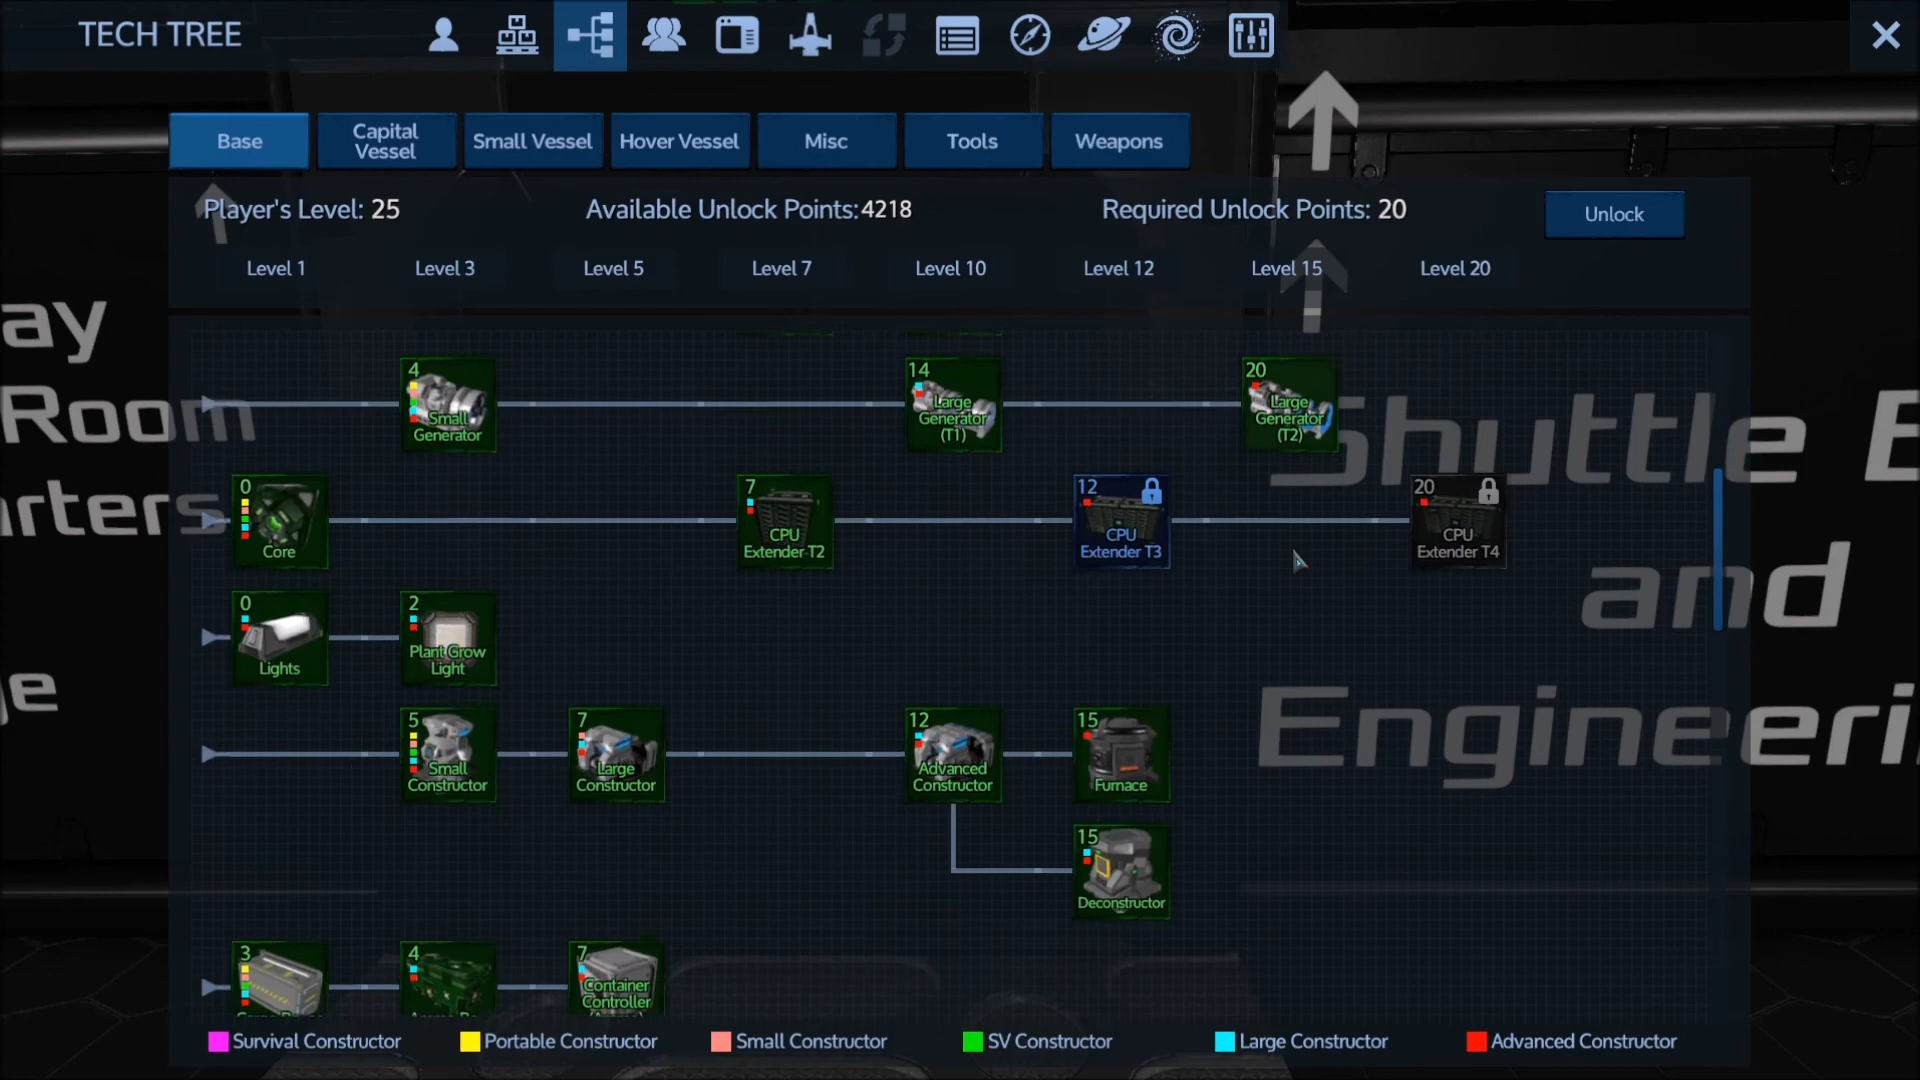 TECH TREE
Base
Capital Vessel
Small Vessel
Hover Vessel
Misc
Tools
Weapons
Player's Level: 25
Available Unlock Points:4218
Required Unlock Points: 20
Unlock
Level 1
Level 3
Level 5
Level 7
Level 10
Level 12
Level 15
Level 20
4
Small Generator
14
Large Generator (T1)
20
Large Generator (T2)
0
Core
7
CPU Extender T2
12
CPU Extender T3
20
CPU Extender T4
0
Lights
2
Plant Grow Light
5
Small Constructor
7
Large Constructor
12
Advanced Constructor
15
Furnace
15
Deconstructor
3
4
7
Container Controller
Survival Constructor
Portable Constructor
Small Constructor
SV Constructor
Large Constructor
Advanced Constructor
ay
Room
rters
ge
Shuttle
and
Engineeri